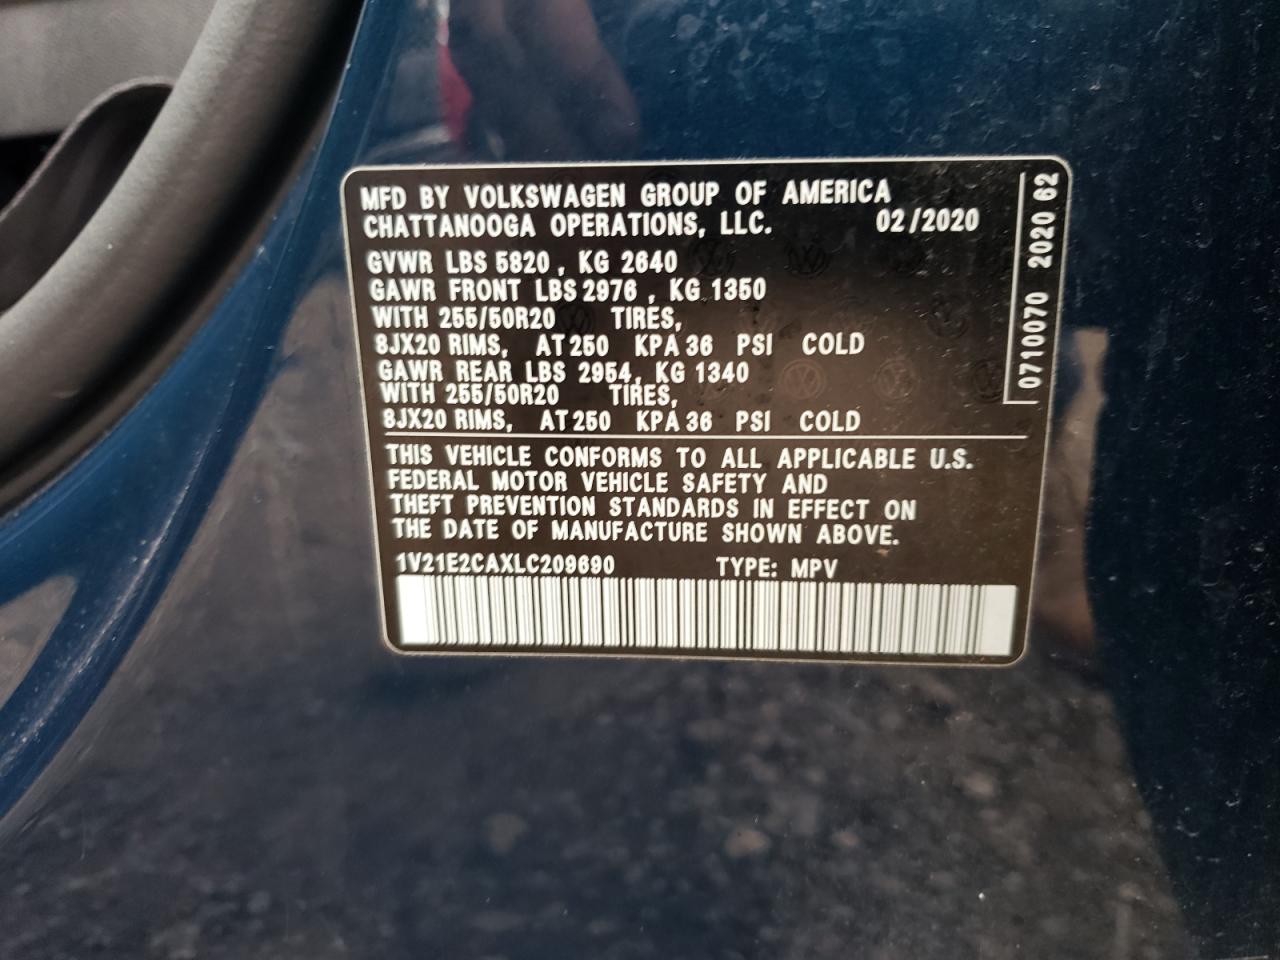 MFD BY VOLKSWAGEN GROUP OF AMERICA
CHATTANOOGA OPERATIONS, LLC. 02/2020
GVWR LBS 5820 , KG 2640
GAWR FRONT LBS 2976 , KG 1350
WITH 255/50R20 TIRES,
8JX20 RIMS, AT 250 KPA 36 PSI COLD
GAWR REAR LBS 2954, KG 1340
WITH 255/50R20 TIRES,
8JX20 RIMS, AT 250 KPA 36 PSI COLD
THIS VEHICLE CONFORMS TO ALL APPLICABLE U.S.
FEDERAL MOTOR VEHICLE SAFETY AND
THEFT PREVENTION STANDARDS IN EFFECT ON
THE DATE OF MANUFACTURE SHOWN ABOVE.
1V21E2CAXLC209690 TYPE: MPV
0710070 2020 62